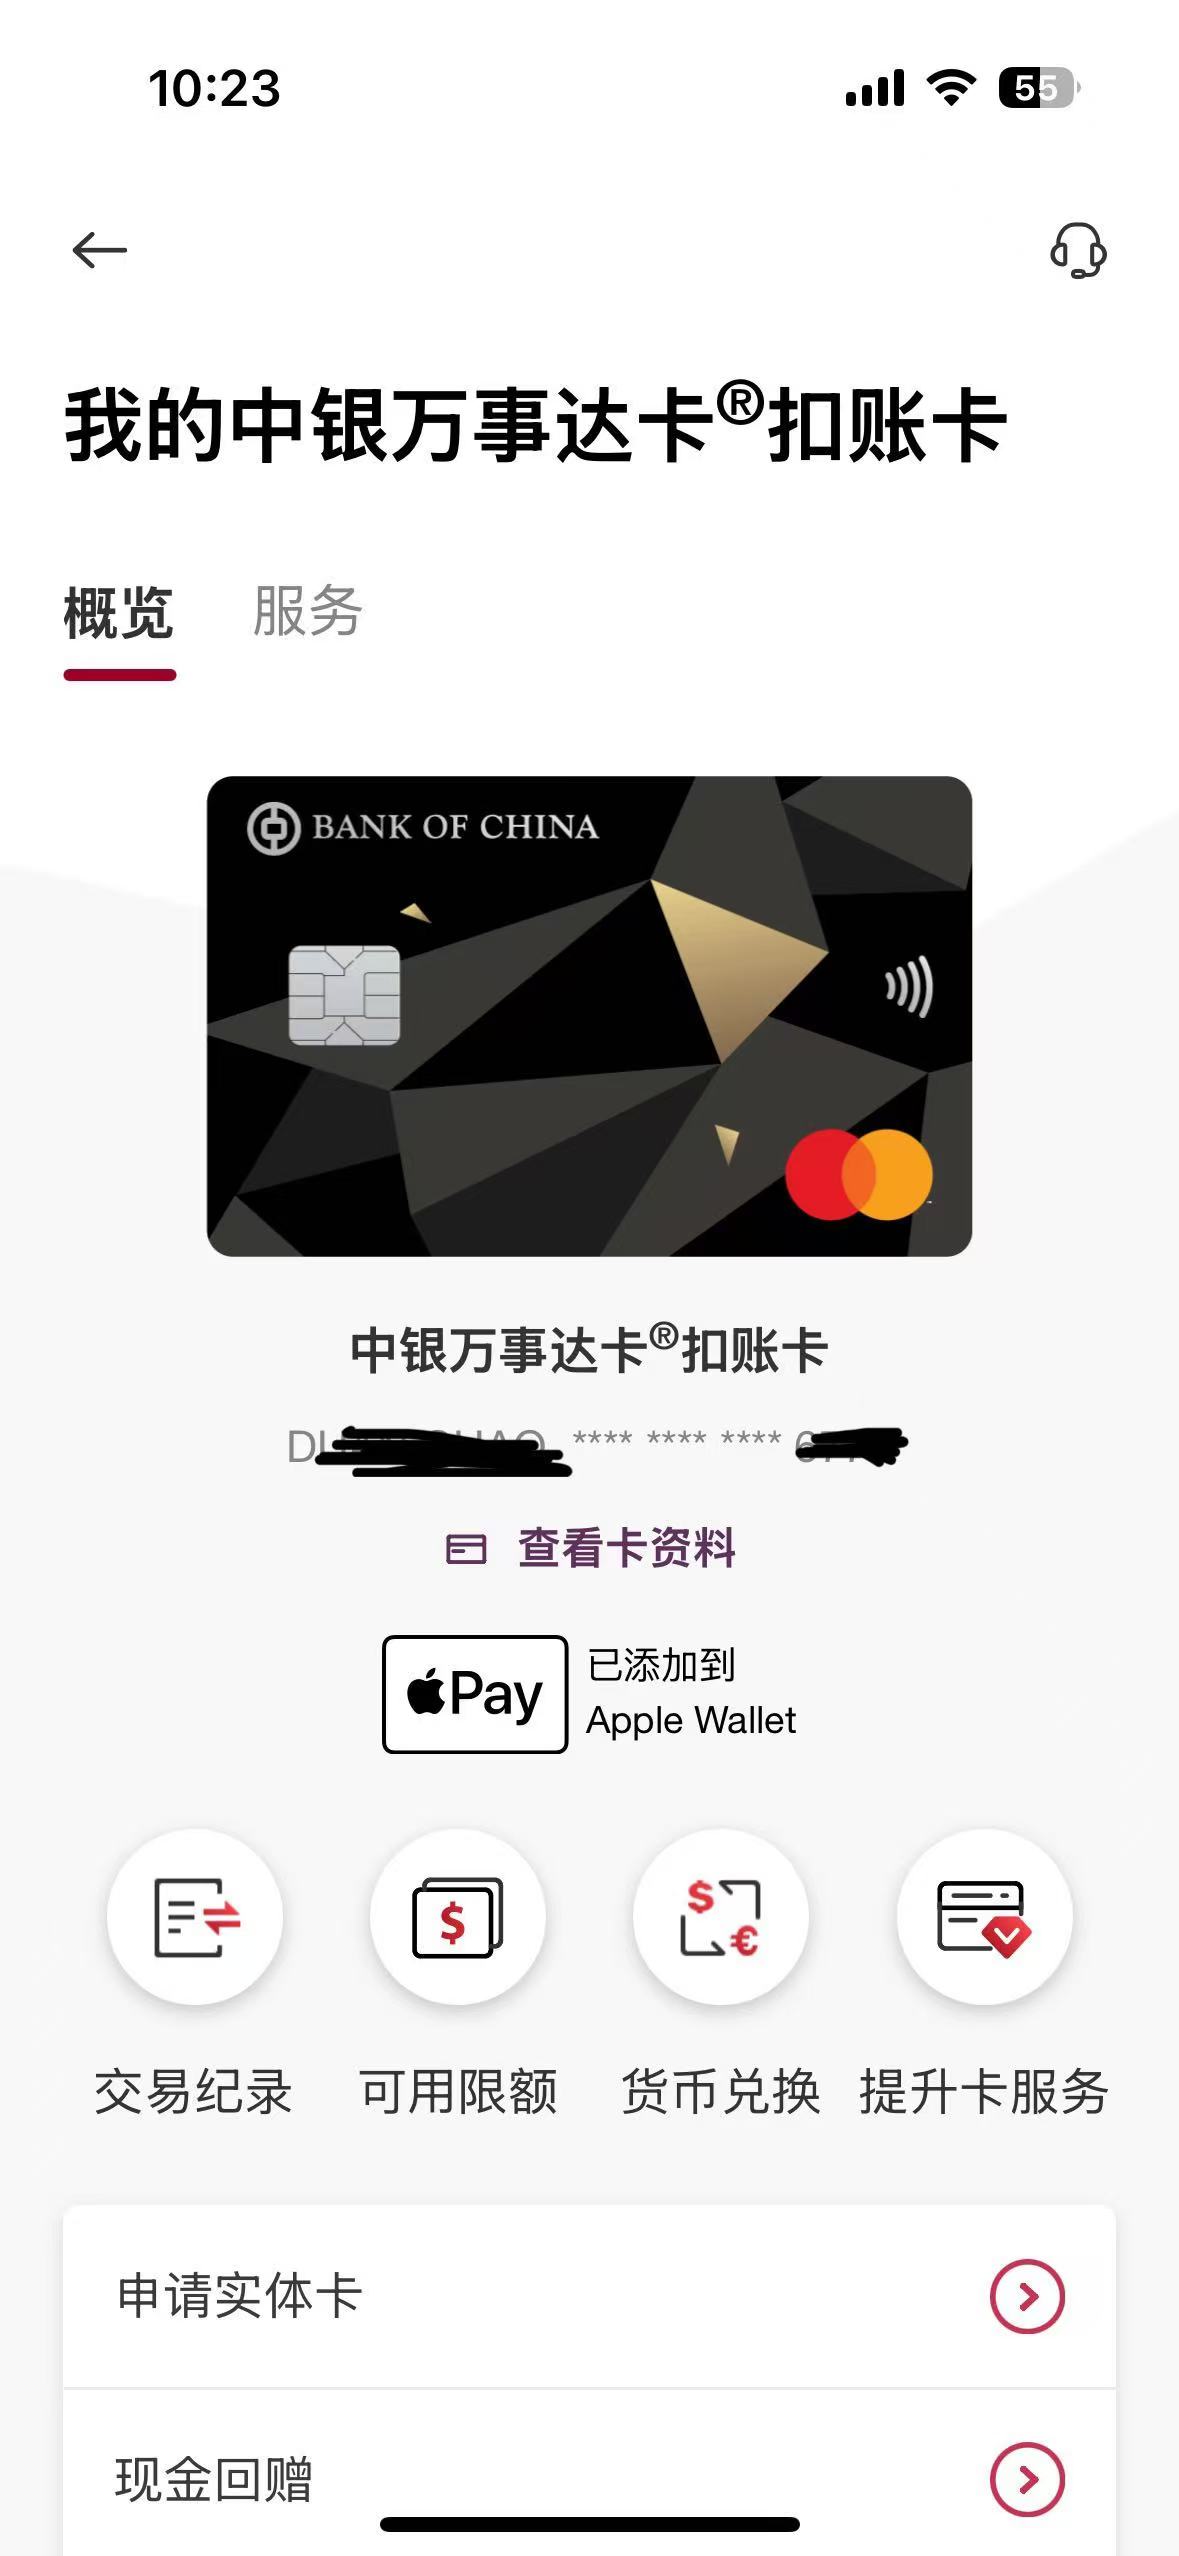 10:23
55
我的中银万事达卡®扣账卡
概览 服务
BANK OF CHINA
中银万事达卡®扣账卡
**** **** ****
查看卡资料
Pay 已添加到
Apple Wallet
交易纪录 可用限额 货币兑换 提升卡服务
申请实体卡
现金回赠